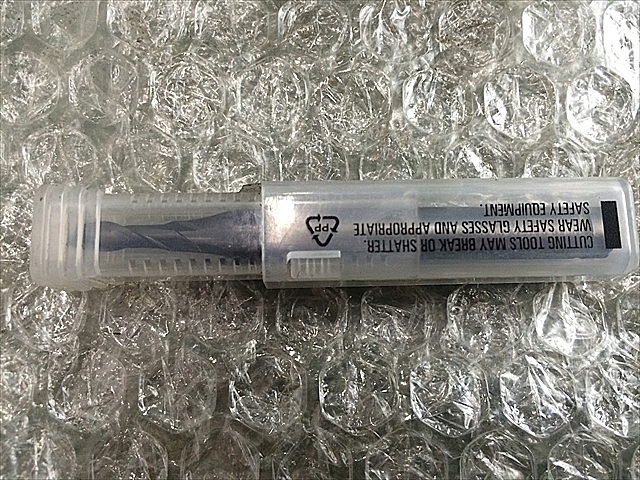 CUTTING TOOLS MAY BREAK OR SHATTER.
WEAR SAFETY GLASSES AND APPROPRIATE
SAFETY EQUIPMENT.
PP